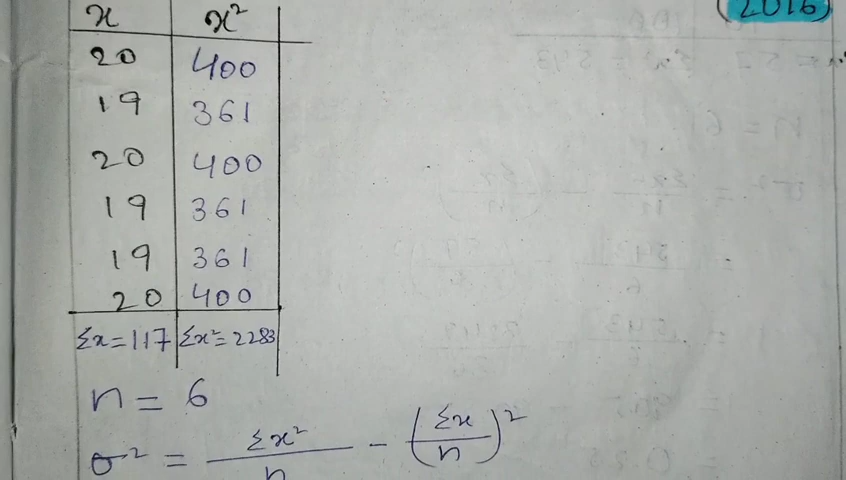 (2016)
x x²
20 400
19 361
20 400
19 361
19 361
20 400
Σx=117 Σx²=2283
n = 6
σ² = Σx²/n - (Σx/n)²